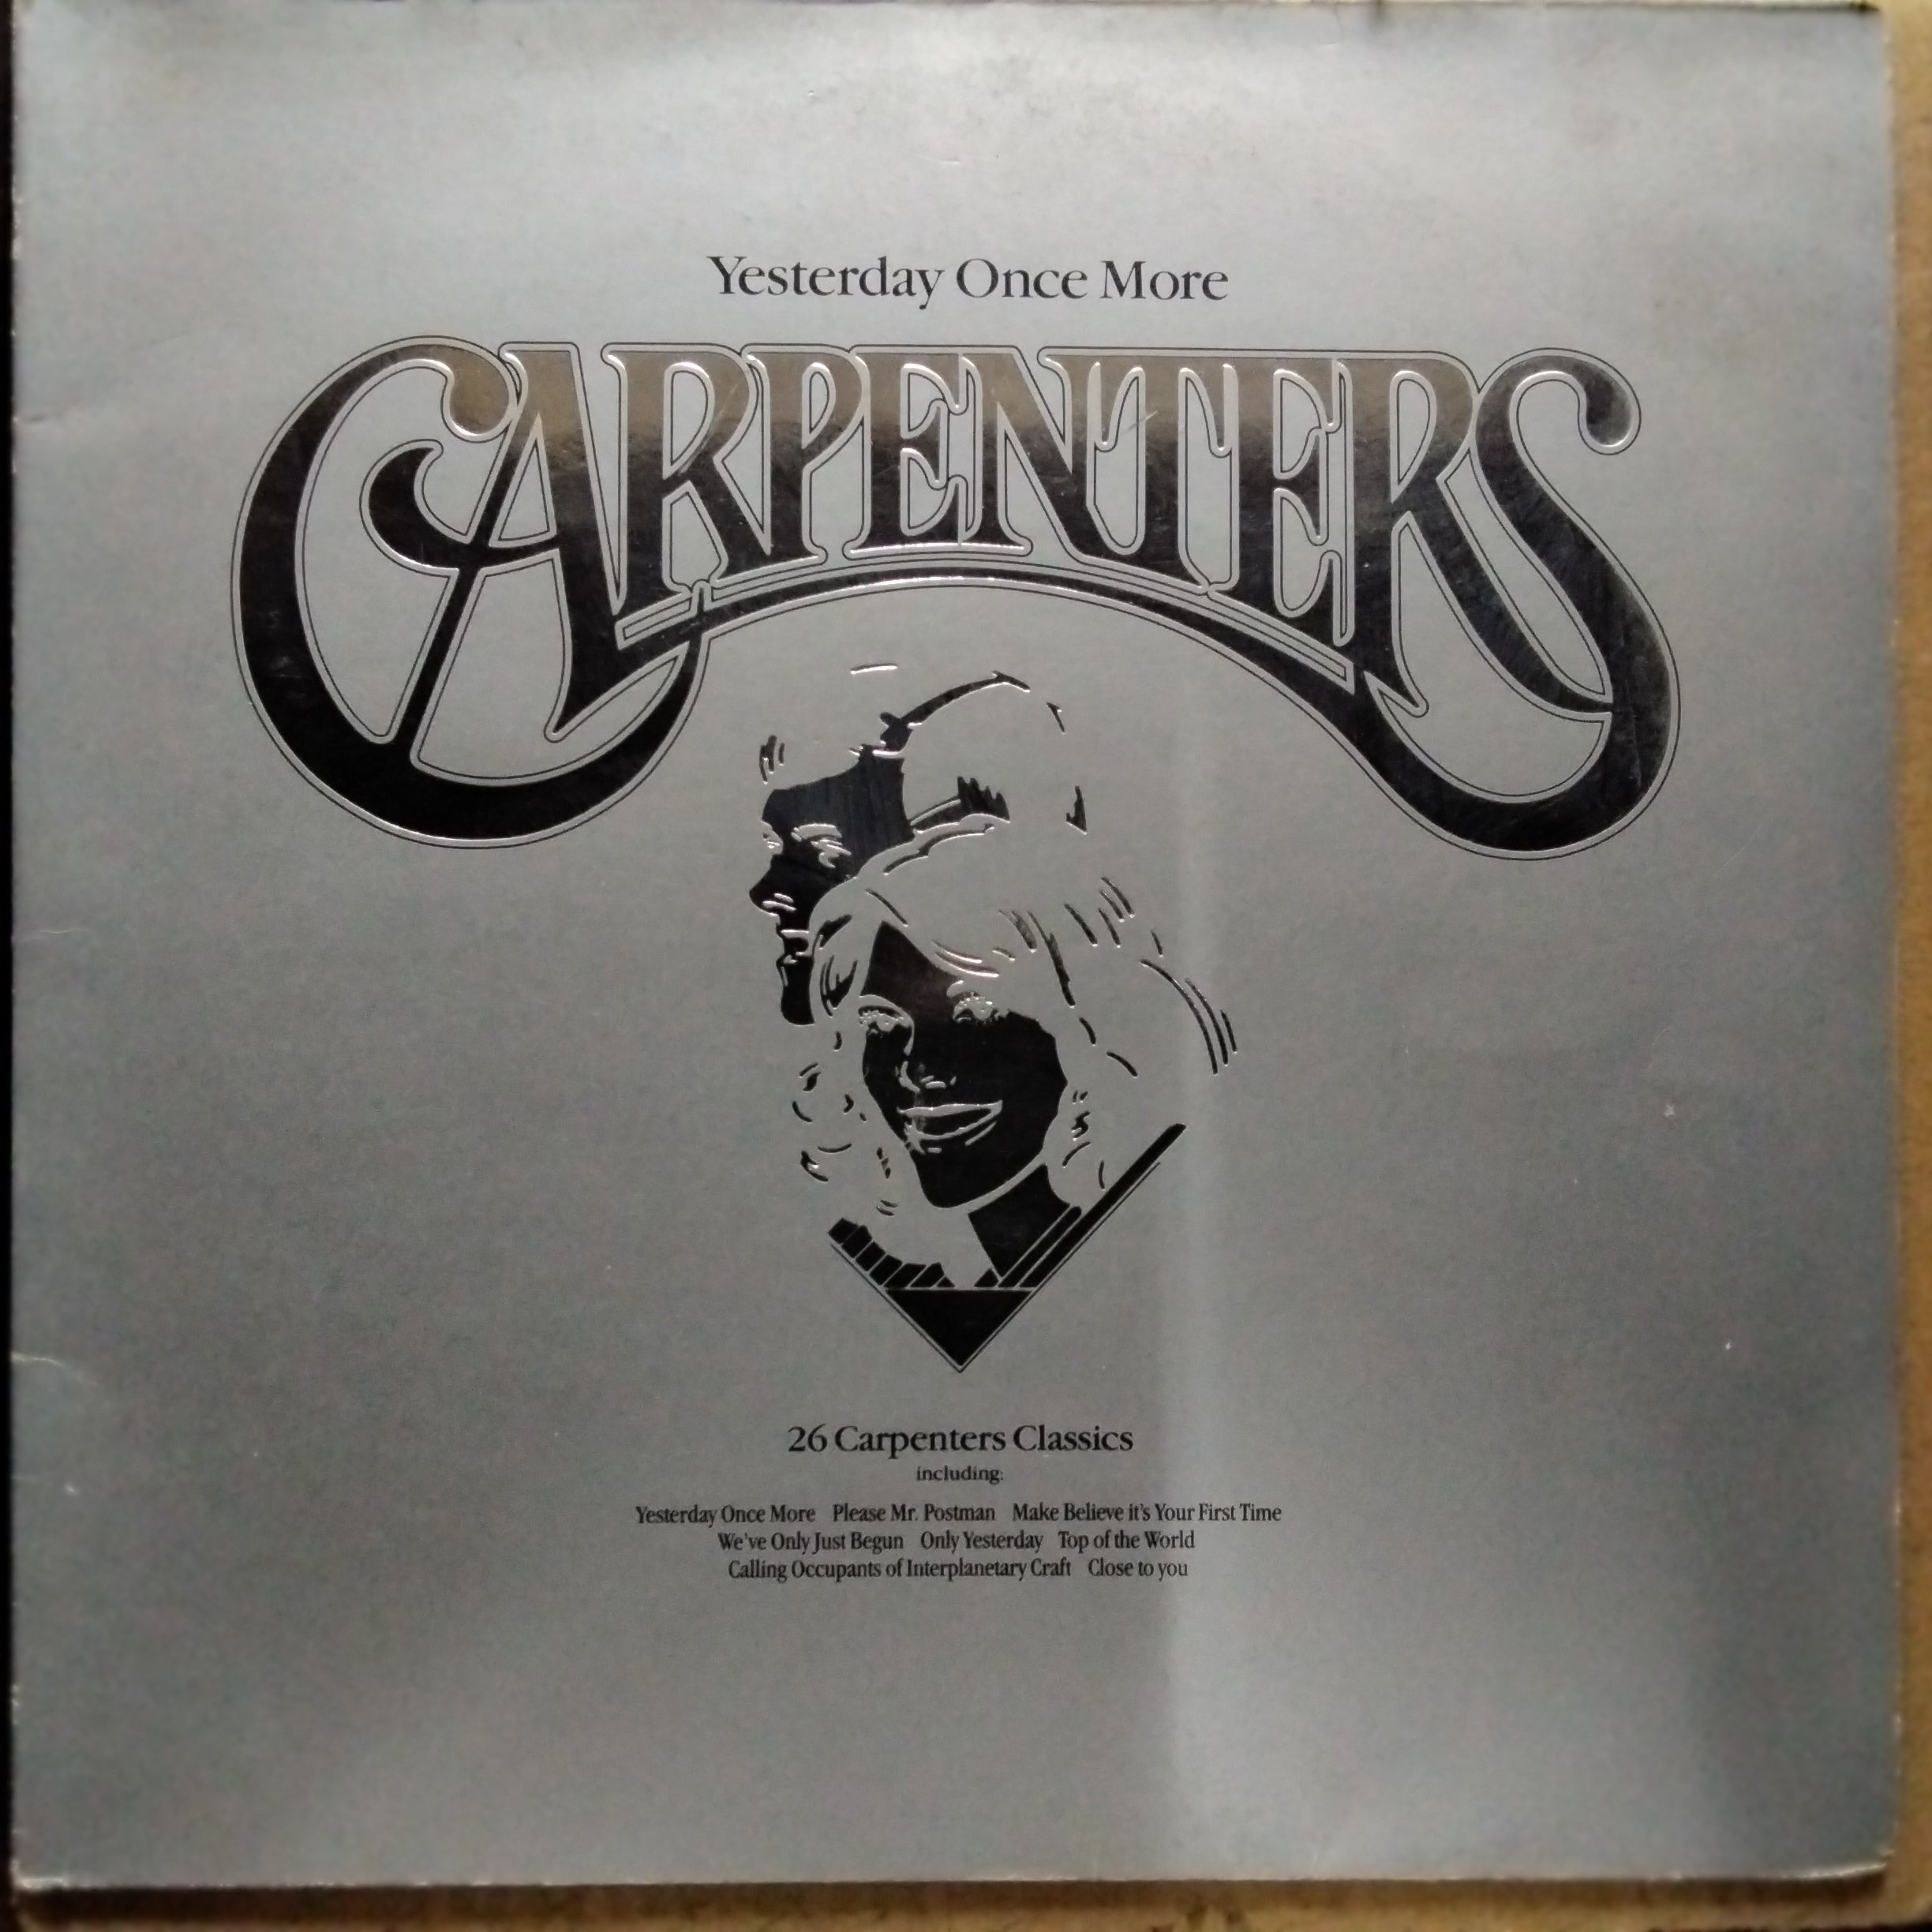 Yesterday Once More
CARPENTERS
26 Carpenters Classics
including:
Yesterday Once More Please Mr. Postman Make Believe it's Your First Time
We've Only Just Begun Only Yesterday Top of the World
Calling Occupants of Interplanetary Craft Close to you